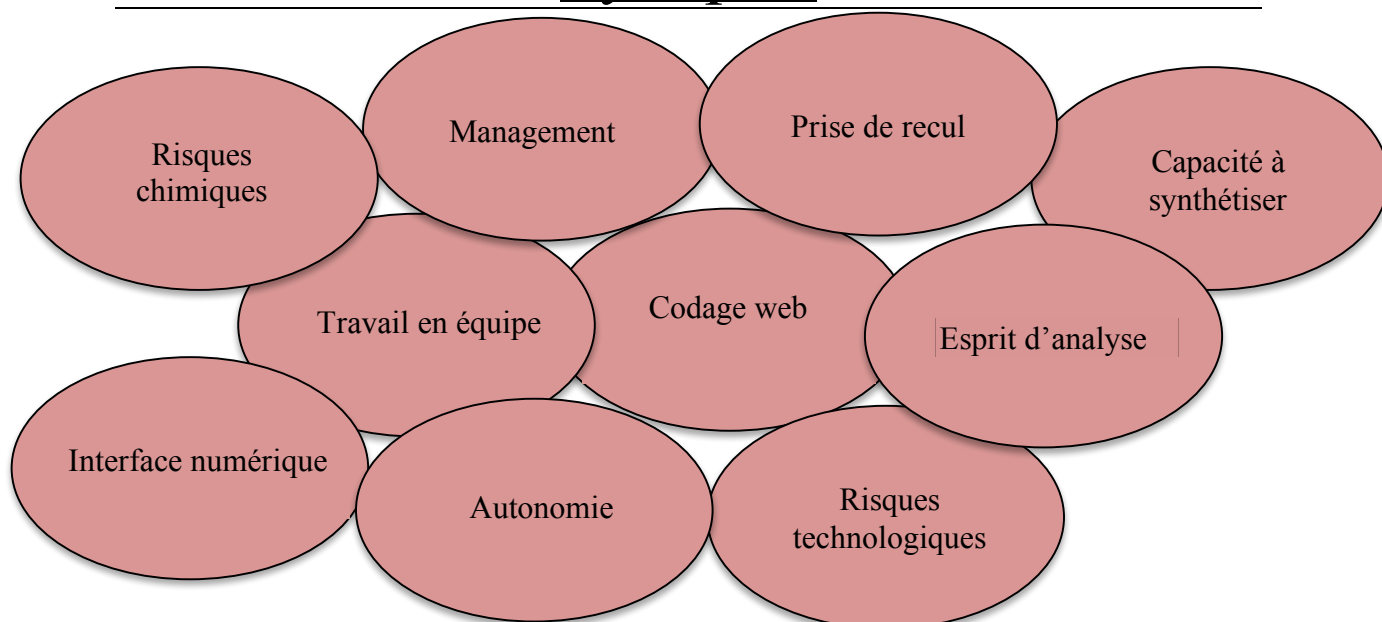 Management
Prise de recul
Risques
chimiques
Capacité à
synthétiser
Travail en équipe
Codage web
Esprit d’analyse
Interface numérique
Autonomie
Risques
technologiques